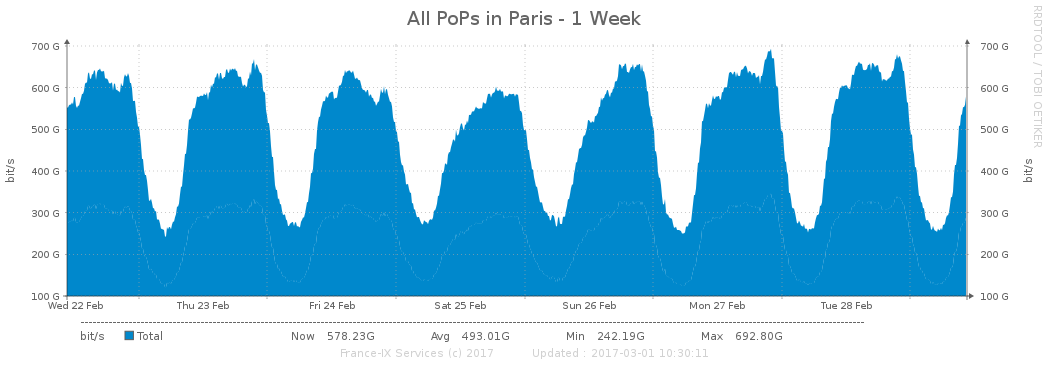 All PoPs in Paris - 1 Week
RRDTOOL / TOBI OETIKER
bit/s
bit/s
700 G 700 G
600 G 600 G
500 G 500 G
400 G 400 G
300 G 300 G
200 G 200 G
100 G 100 G
Wed 22 Feb Thu 23 Feb Fri 24 Feb Sat 25 Feb Sun 26 Feb Mon 27 Feb Tue 28 Feb
bit/s Total Now 578.23G Avg 493.01G Min 242.19G Max 692.80G
France-IX Services (c) 2017 Updated : 2017-03-01 10:30:11